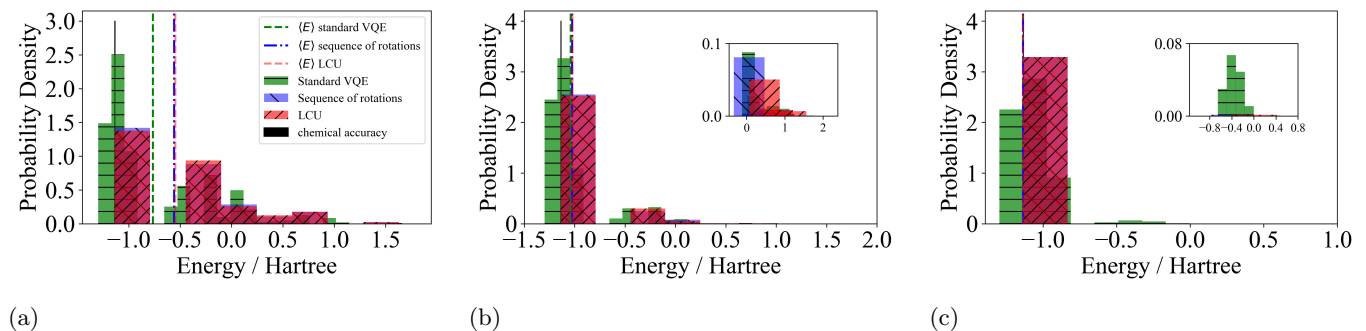 3.0
2.5
2.0
1.5
1.0
0.5
0.0
Probability Density
−1.0 −0.5 0.0 0.5 1.0 1.5
Energy / Hartree
⟨E⟩ standard VQE
⟨E⟩ sequence of rotations
⟨E⟩ LCU
Standard VQE
Sequence of rotations
LCU
chemical accuracy
(a)
4
3
2
1
0
Probability Density
−1.5 −1.0 −0.5 0.0 0.5 1.0 1.5 2.0
Energy / Hartree
0.1
0.0
0 1 2
(b)
4
3
2
1
0
Probability Density
−1.0 −0.5 0.0 0.5 1.0
Energy / Hartree
0.08
0.00
−0.8 −0.4 0.0 0.4 0.8
(c)